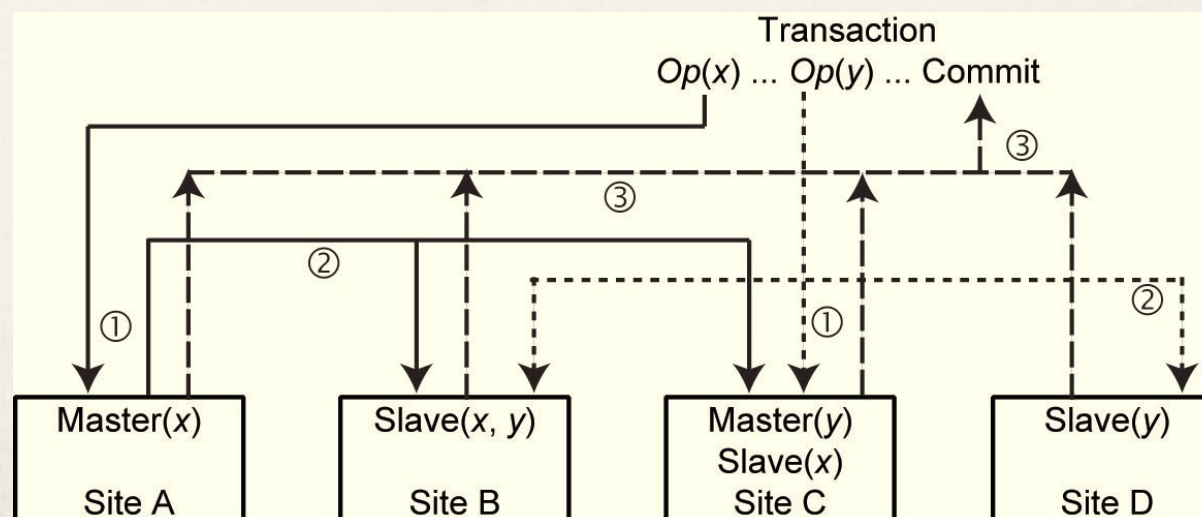 Transaction
Op(x) ... Op(y) ... Commit
③
③
②
②
①
①
Master(x)
Slave(x, y)
Master(y)
Slave(x)
Slave(y)
Site A
Site B
Site C
Site D